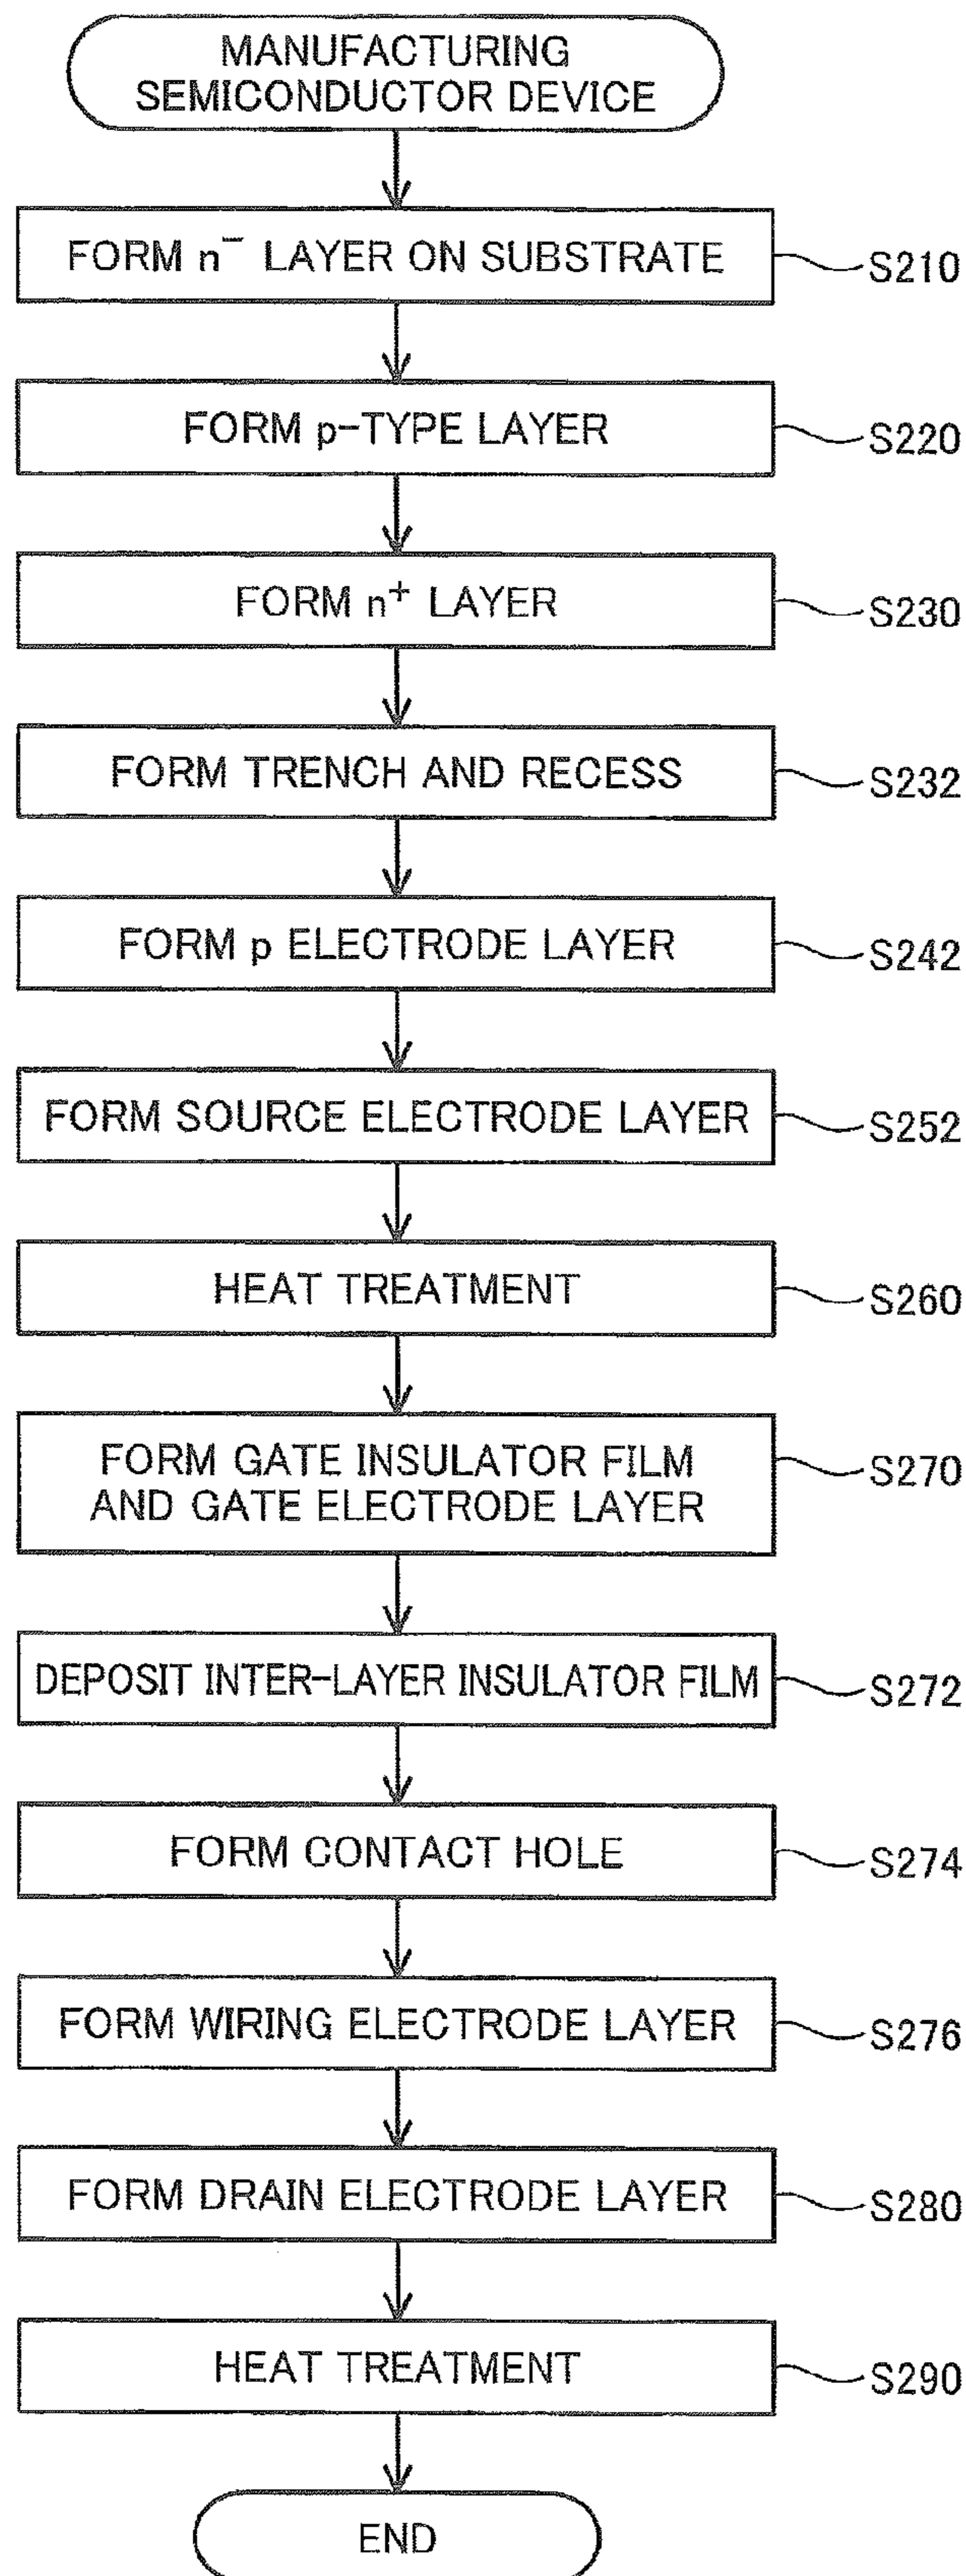 MANUFACTURING
SEMICONDUCTOR DEVICE
FORM n⁻ LAYER ON SUBSTRATE
S210
FORM p-TYPE LAYER
S220
FORM n⁺ LAYER
S230
FORM TRENCH AND RECESS
S232
FORM p ELECTRODE LAYER
S242
FORM SOURCE ELECTRODE LAYER
S252
HEAT TREATMENT
S260
FORM GATE INSULATOR FILM
AND GATE ELECTRODE LAYER
S270
DEPOSIT INTER-LAYER INSULATOR FILM
S272
FORM CONTACT HOLE
S274
FORM WIRING ELECTRODE LAYER
S276
FORM DRAIN ELECTRODE LAYER
S280
HEAT TREATMENT
S290
END